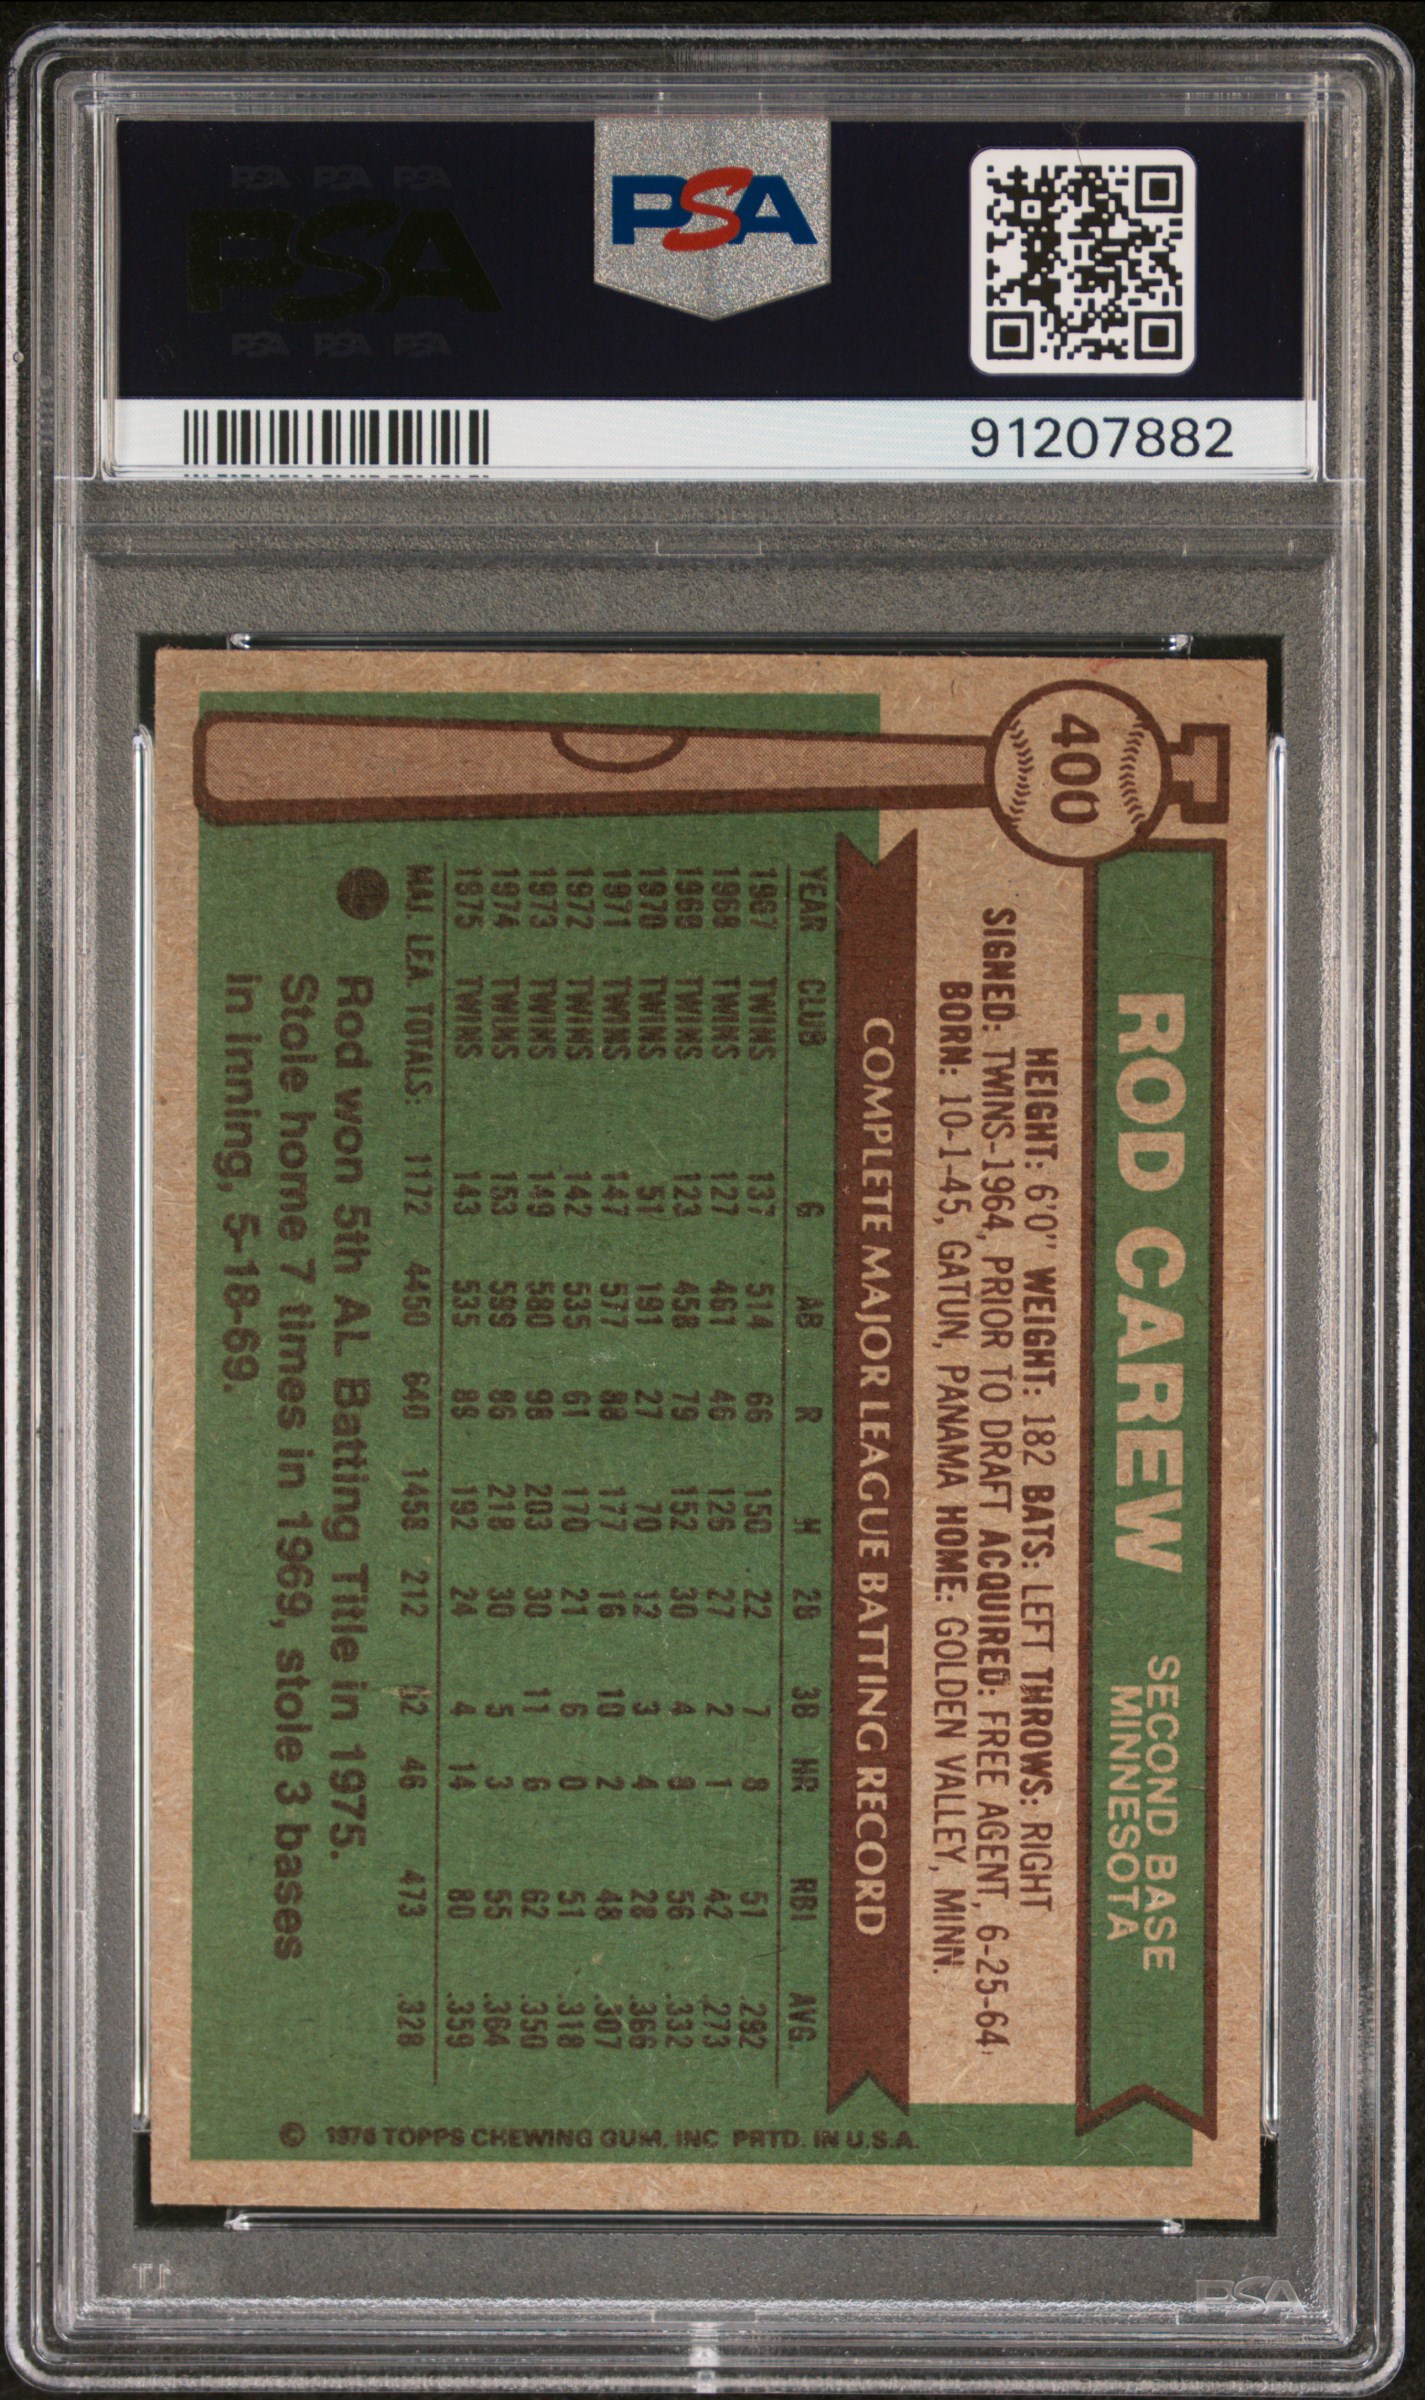 PSA PSA PSA
PSA
PSA PSA PSA
PSA
91207882
400
ROD CAREW
SECOND BASE
MINNESOTA
HEIGHT: 6'0" WEIGHT: 182 BATS: LEFT THROWS: RIGHT
SIGNED: TWINS-1964, PRIOR TO DRAFT ACQUIRED: FREE AGENT, 6-25-64
BORN: 10-1-45, GATUN, PANAMA HOME: GOLDEN VALLEY, MINN.
COMPLETE MAJOR LEAGUE BATTING RECORD
YEAR CLUB G AB R H 2B 3B HR RBI AVG.
1967 TWINS 137 514 66 150 22 7 8 51 .292
1968 TWINS 127 461 46 126 27 2 1 42 .273
1969 TWINS 123 458 79 152 30 4 8 56 .332
1970 TWINS 51 191 27 70 12 3 4 28 .366
1971 TWINS 147 577 88 177 16 10 2 48 .307
1972 TWINS 142 535 61 170 21 6 0 51 .318
1973 TWINS 149 580 98 203 30 11 6 62 .350
1974 TWINS 153 599 86 218 30 5 3 55 .364
1975 TWINS 143 535 89 192 24 4 14 80 .359
MAJ. LEA. TOTALS: 1172 4450 640 1458 212 52 46 473 .328
Rod won 5th AL Batting Title in 1975.
Stole home 7 times in 1969, stole 3 bases
in inning, 5-18-69.
© 1976 TOPPS CHEWING GUM, INC PRTD. IN U.S.A.
PSA